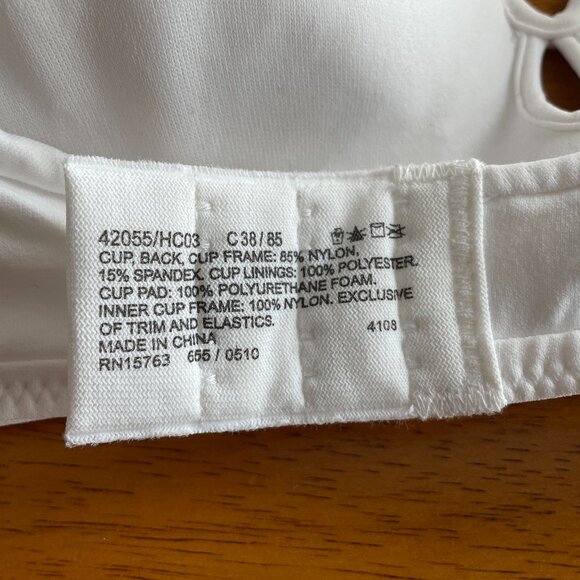 42055/HC03 C38/85
CUP, BACK, CUP FRAME: 85% NYLON,
15% SPANDEX. CUP LININGS: 100% POLYESTER.
CUP PAD: 100% POLYURETHANE FOAM.
INNER CUP FRAME: 100% NYLON. EXCLUSIVE
OF TRIM AND ELASTICS.
4108
MADE IN CHINA
RN15763 655 / 0510